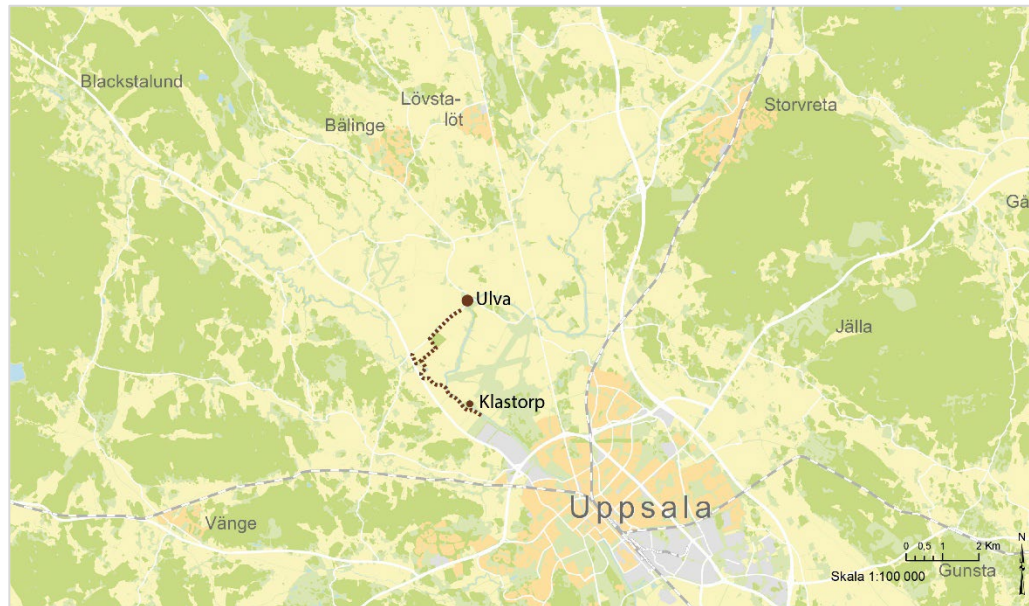 Blackstalund
Lövsta-
löt
Bälinge
Storvreta
Gä
Ulva
Jälla
Klastorp
Uppsala
Vänge
N
0 0,5 1 2 Km
Skala 1:100 000
Gunsta